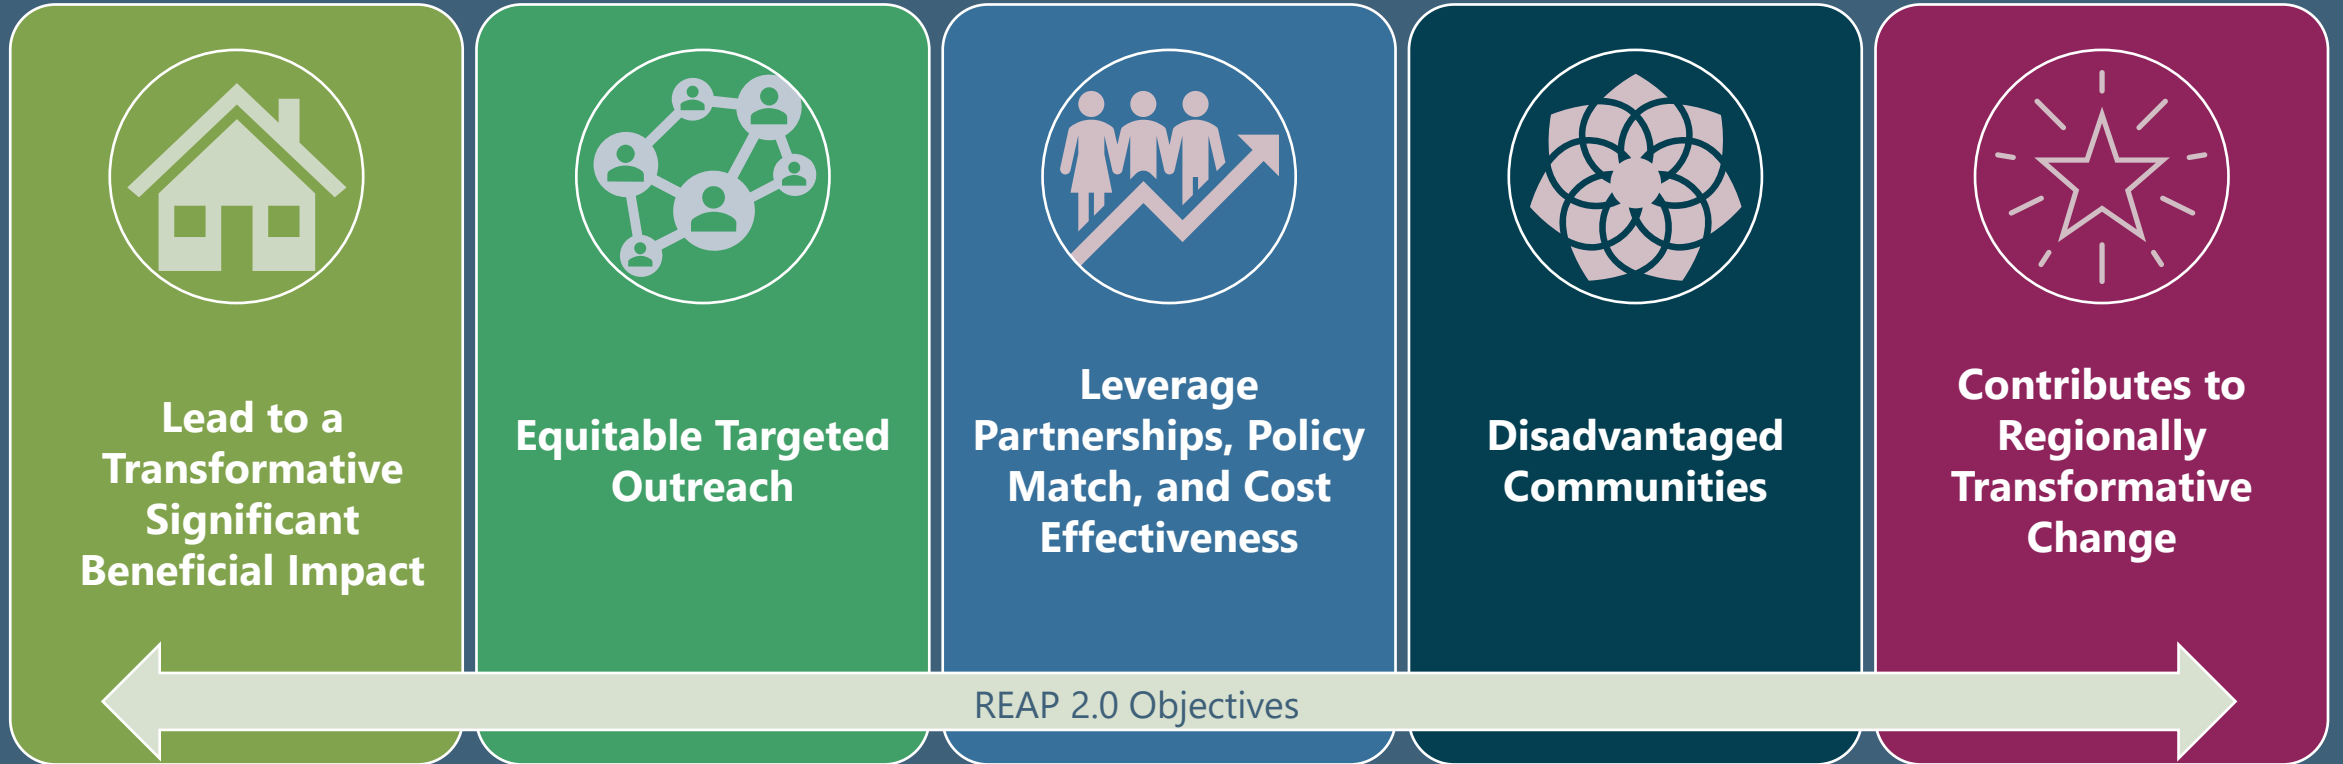 Lead to a
Transformative
Significant
Beneficial Impact
Equitable Targeted
Outreach
Leverage
Partnerships, Policy
Match, and Cost
Effectiveness
Disadvantaged
Communities
Contributes to
Regionally
Transformative
Change
REAP 2.0 Objectives